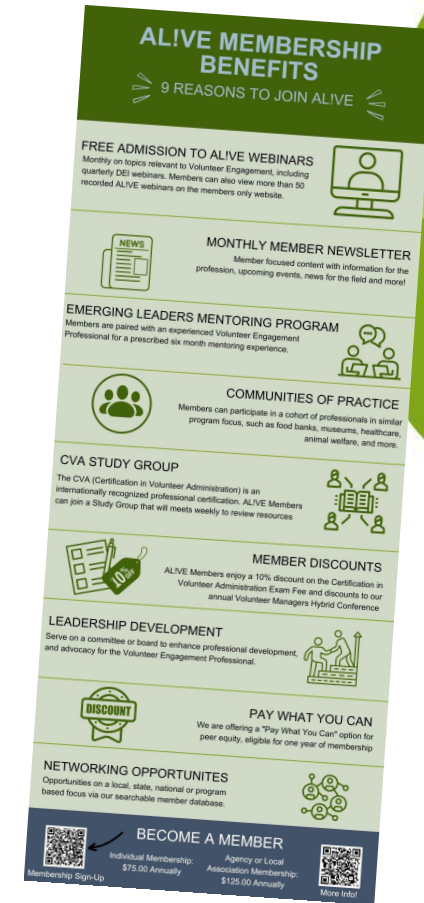 AL!VE MEMBERSHIP
BENEFITS
9 REASONS TO JOIN AL!VE
FREE ADMISSION TO AL!VE WEBINARS
Monthly on topics relevant to Volunteer Engagement, including
quarterly DEI webinars. Members can also view more than 50
recorded AL!VE webinars on the members only website.
NEWS
MONTHLY MEMBER NEWSLETTER
Member focused content with information for the
profession, upcoming events, news for the field and more!
EMERGING LEADERS MENTORING PROGRAM
Members are paired with an experienced Volunteer Engagement
Professional for a prescribed six month mentoring experience.
COMMUNITIES OF PRACTICE
Members can participate in a cohort of professionals in similar
program focus, such as food banks, museums, healthcare,
animal welfare, and more.
CVA STUDY GROUP
The CVA (Certification in Volunteer Administration) is an
internationally recognized professional certification. AL!VE Members
can join a Study Group that will meets weekly to review resources
10% OFF
MEMBER DISCOUNTS
AL!VE Members enjoy a 10% discount on the Certification in
Volunteer Administration Exam Fee and discounts to our
annual Volunteer Managers Hybrid Conference
LEADERSHIP DEVELOPMENT
Serve on a committee or board to enhance professional development,
and advocacy for the Volunteer Engagement Professional.
DISCOUNT
PAY WHAT YOU CAN
We are offering a "Pay What You Can" option for
peer equity, eligible for one year of membership
NETWORKING OPPORTUNITES
Opportunities on a local, state, national or program
based focus via our searchable member database.
BECOME A MEMBER
Individual Membership:
$75.00 Annually
Agency or Local
Association Membership:
$125.00 Annually
Membership Sign-Up
More Info!